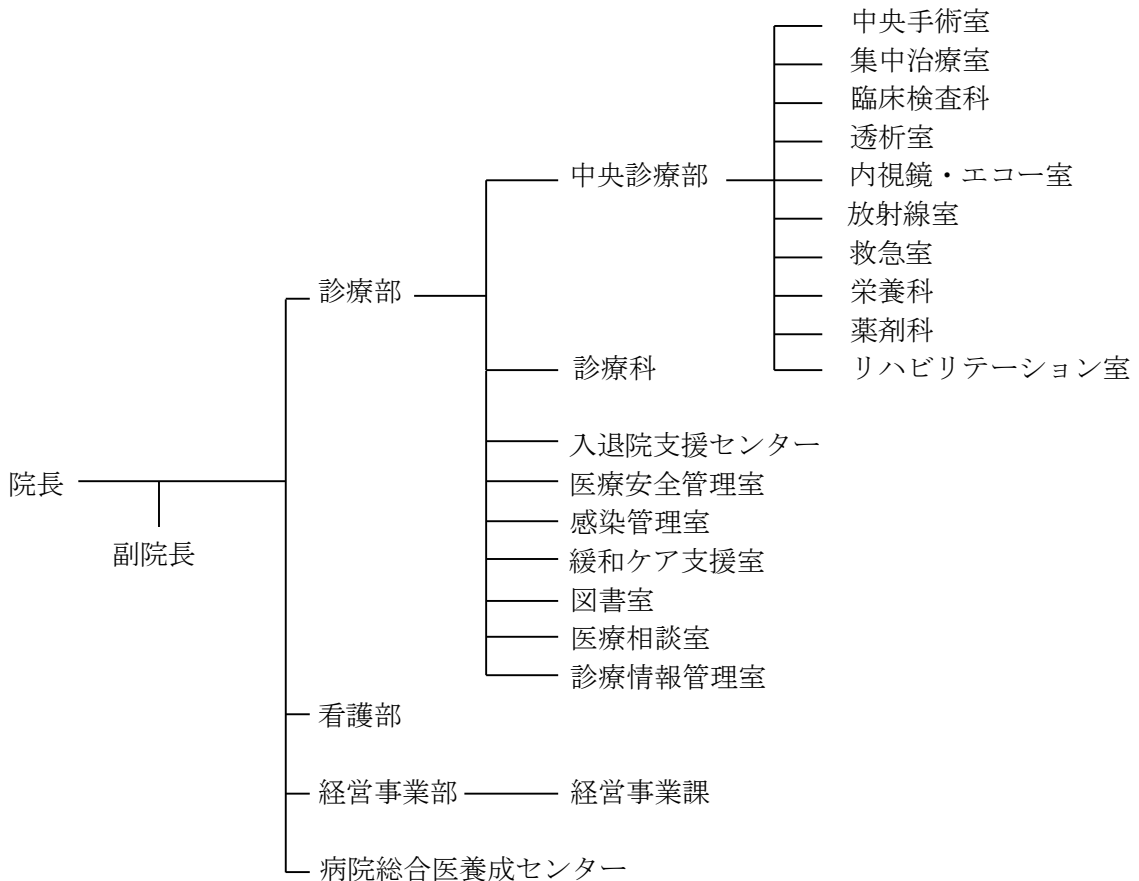 院長
副院長
診療部
中央診療部
中央手術室
集中治療室
臨床検査科
透析室
内視鏡・エコー室
放射線室
救急室
栄養科
薬剤科
リハビリテーション室
診療科
入退院支援センター
医療安全管理室
感染管理室
緩和ケア支援室
図書室
医療相談室
診療情報管理室
看護部
経営事業部
経営事業課
病院総合医養成センター